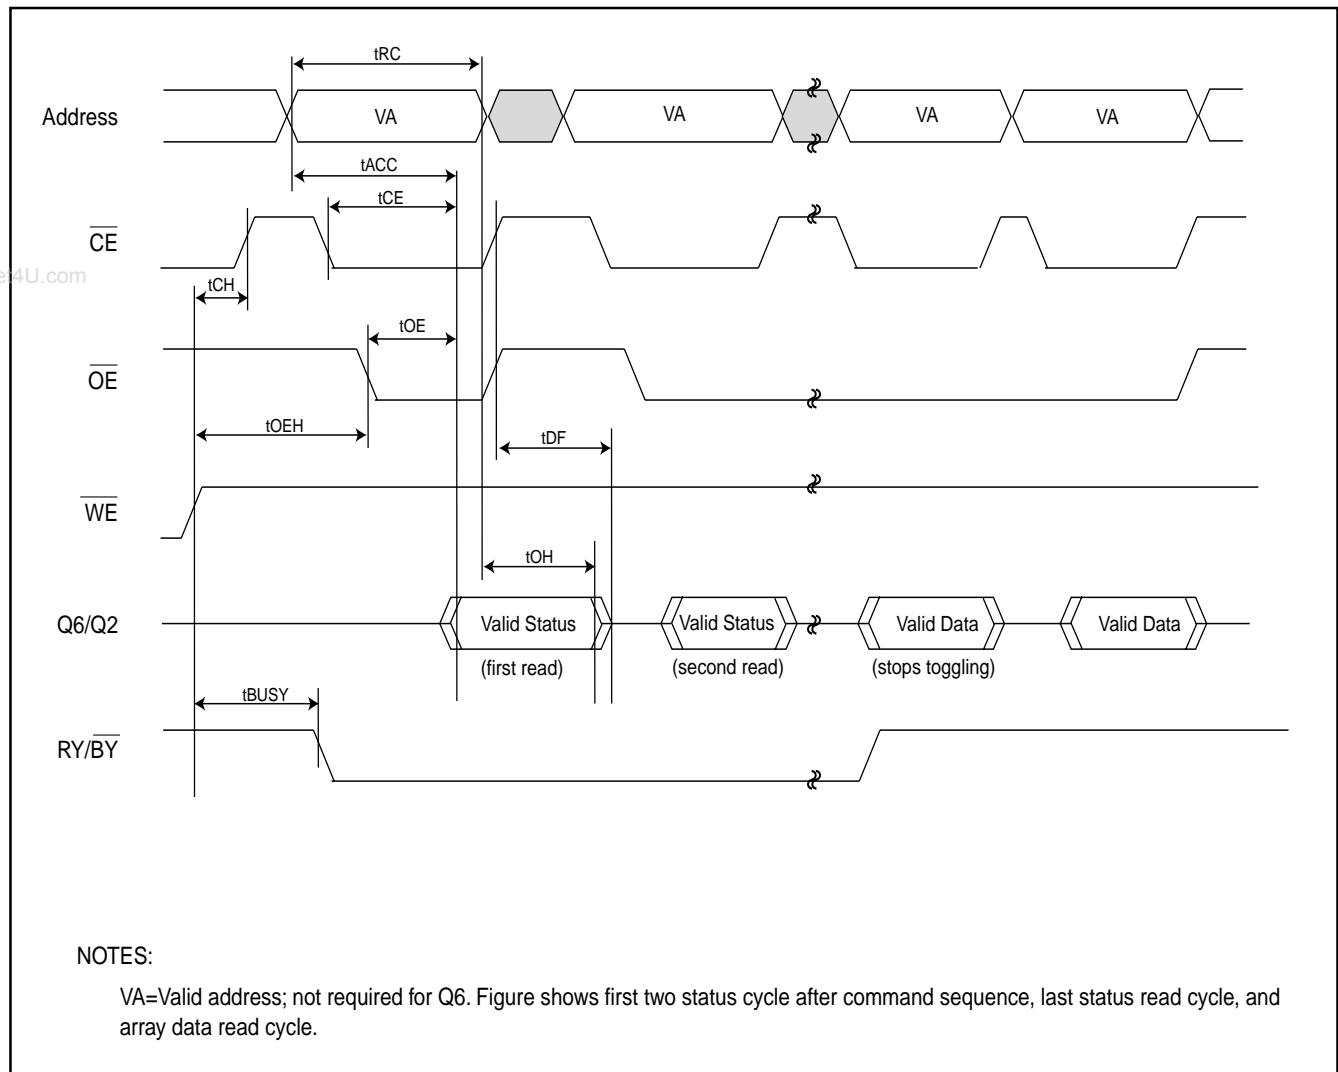 tRC
Address
VA
VA
VA
VA
tACC
tCE
CE
et4U.com
tCH
tOE
OE
tOEH
tDF
WE
tOH
Q6/Q2
Valid Status
Valid Status
Valid Data
Valid Data
(first read)
(second read)
(stops toggling)
tBUSY
RY/BY
NOTES:
VA=Valid address; not required for Q6. Figure shows first two status cycle after command sequence, last status read cycle, and
array data read cycle.